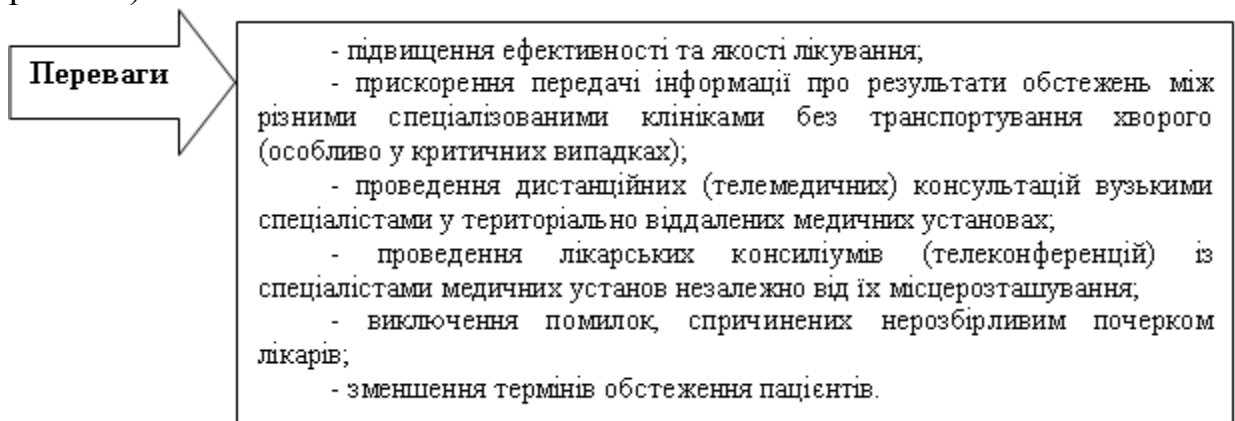 Переваги
- підвищення ефективності та якості лікування;
- прискорення передачі інформації про результати обстежень між
різними спеціалізованими клініками без транспортування хворого
(особливо у критичних випадках);
- проведення дистанційних (телемедичних) консультацій вузькими
спеціалістами у територіально віддалених медичних установах;
- проведення лікарських консиліумів (телеконференцій) із
спеціалістами медичних установ незалежно від їх місцерозташування;
- виключення помилок, спричинених нерозбірливим почерком
лікарів;
- зменшення термінів обстеження пацієнтів.